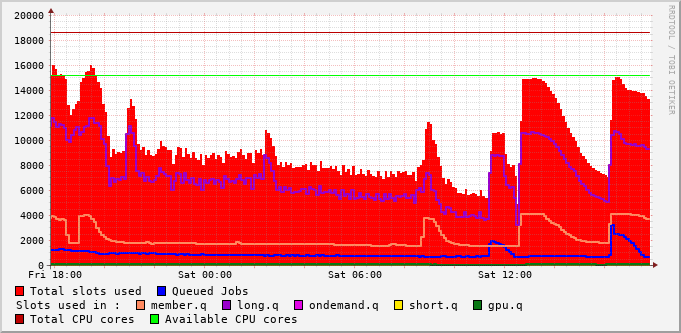 20000
18000
16000
14000
12000
10000
8000
6000
4000
2000
0
Fri 18:00 Sat 00:00 Sat 06:00 Sat 12:00
Total slots used Queued Jobs
Slots used in : member.q long.q ondemand.q short.q gpu.q
Total CPU cores Available CPU cores
RRDTOOL / TOBI OETIKER